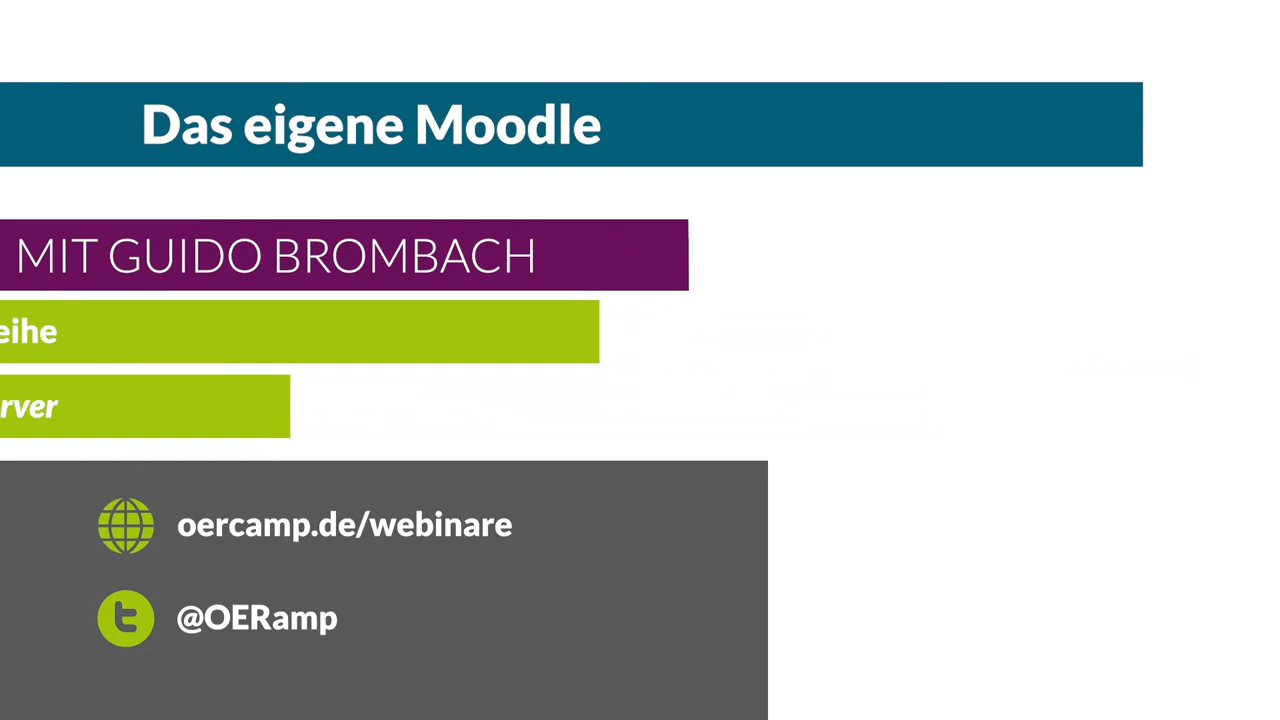 Das eigene Moodle
MIT GUIDO BROMBACH
eihe
rver
oercamp.de/webinare
@OERamp